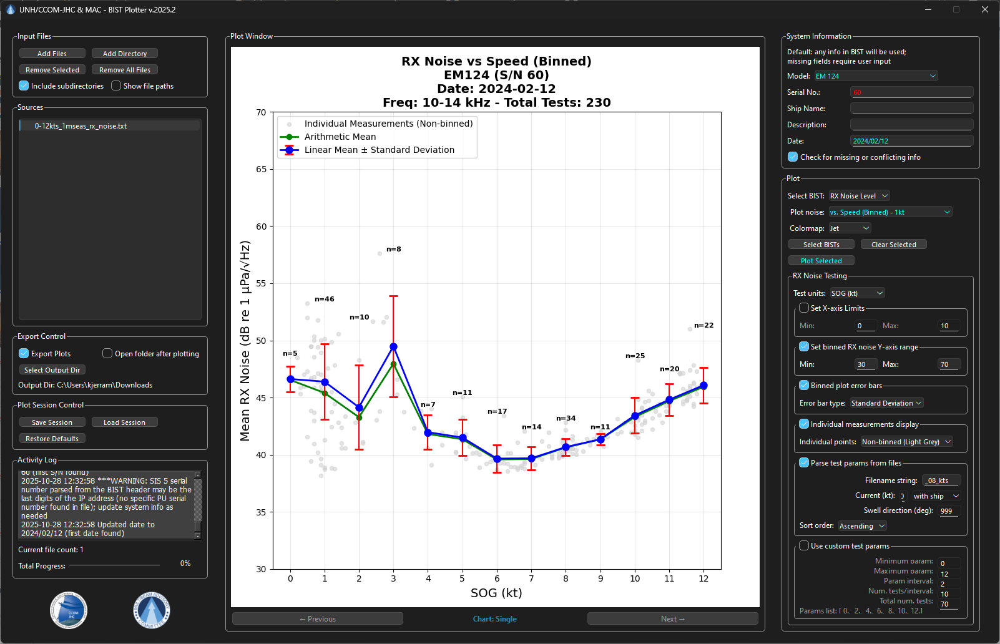 UNH/CCOM-JHC & MAC - BIST Plotter v.2025.2
Input Files
Add Files
Add Directory
Remove Selected
Remove All Files
Include subdirectories
Show file paths
Sources
0-12kts_1mseas_rx_noise.txt
Export Control
Export Plots
Open folder after plotting
Select Output Dir
Output Dir: C:\Users\kjerram\Downloads
Plot Session Control
Save Session
Load Session
Restore Defaults
Activity Log
60 (first S/N found)
2025-10-28 12:32:58 ***WARNING: SIS 5 serial
number parsed from the BIST header may be the
last digits of the IP address (no specific PU serial
number found in file); update system info as
needed
2025-10-28 12:32:58 Updated date to
2024/02/12 (first date found)
Current file count: 1
Total Progress:
0%
CCOM
JHC
MULTIBEAM ADVISORY
COMMITTEE
Plot Window
RX Noise vs Speed (Binned)
EM124 (S/N 60)
Date: 2024-02-12
Freq: 10-14 kHz - Total Tests: 230
Individual Measurements (Non-binned)
Arithmetic Mean
Linear Mean ± Standard Deviation
Mean RX Noise (dB re 1 µPa/√Hz)
70
65
60
55
50
45
40
35
30
n=5
n=46
n=10
n=8
n=7
n=11
n=17
n=14
n=34
n=11
n=25
n=20
n=22
0 1 2 3 4 5 6 7 8 9 10 11 12
SOG (kt)
← Previous
Chart: Single
Next →
System Information
Default: any info in BIST will be used;
missing fields require user input
Model: EM 124
Serial No.: 60
Ship Name:
Description:
Date: 2024/02/12
Check for missing or conflicting info
Plot
Select BIST: RX Noise Level
Plot noise: vs. Speed (Binned) - 1kt
Colormap: Jet
Select BISTs
Clear Selected
Plot Selected
RX Noise Testing
Test units: SOG (kt)
Set X-axis Limits
Min: 0 Max: 10
Set binned RX noise Y-axis range
Min: 30 Max: 70
Binned plot error bars
Error bar type: Standard Deviation
Individual measurements display
Individual points: Non-binned (Light Grey)
Parse test params from files
Filename string: _08_kts
Current (kt): with ship
Swell direction (deg): 999
Sort order: Ascending
Use custom test params
Minimum param: 0
Maximum param: 12
Param interval: 2
Num. tests/interval: 10
Total num. tests: 70
Params list: [ 0. 2. 4. 6. 8. 10. 12.]